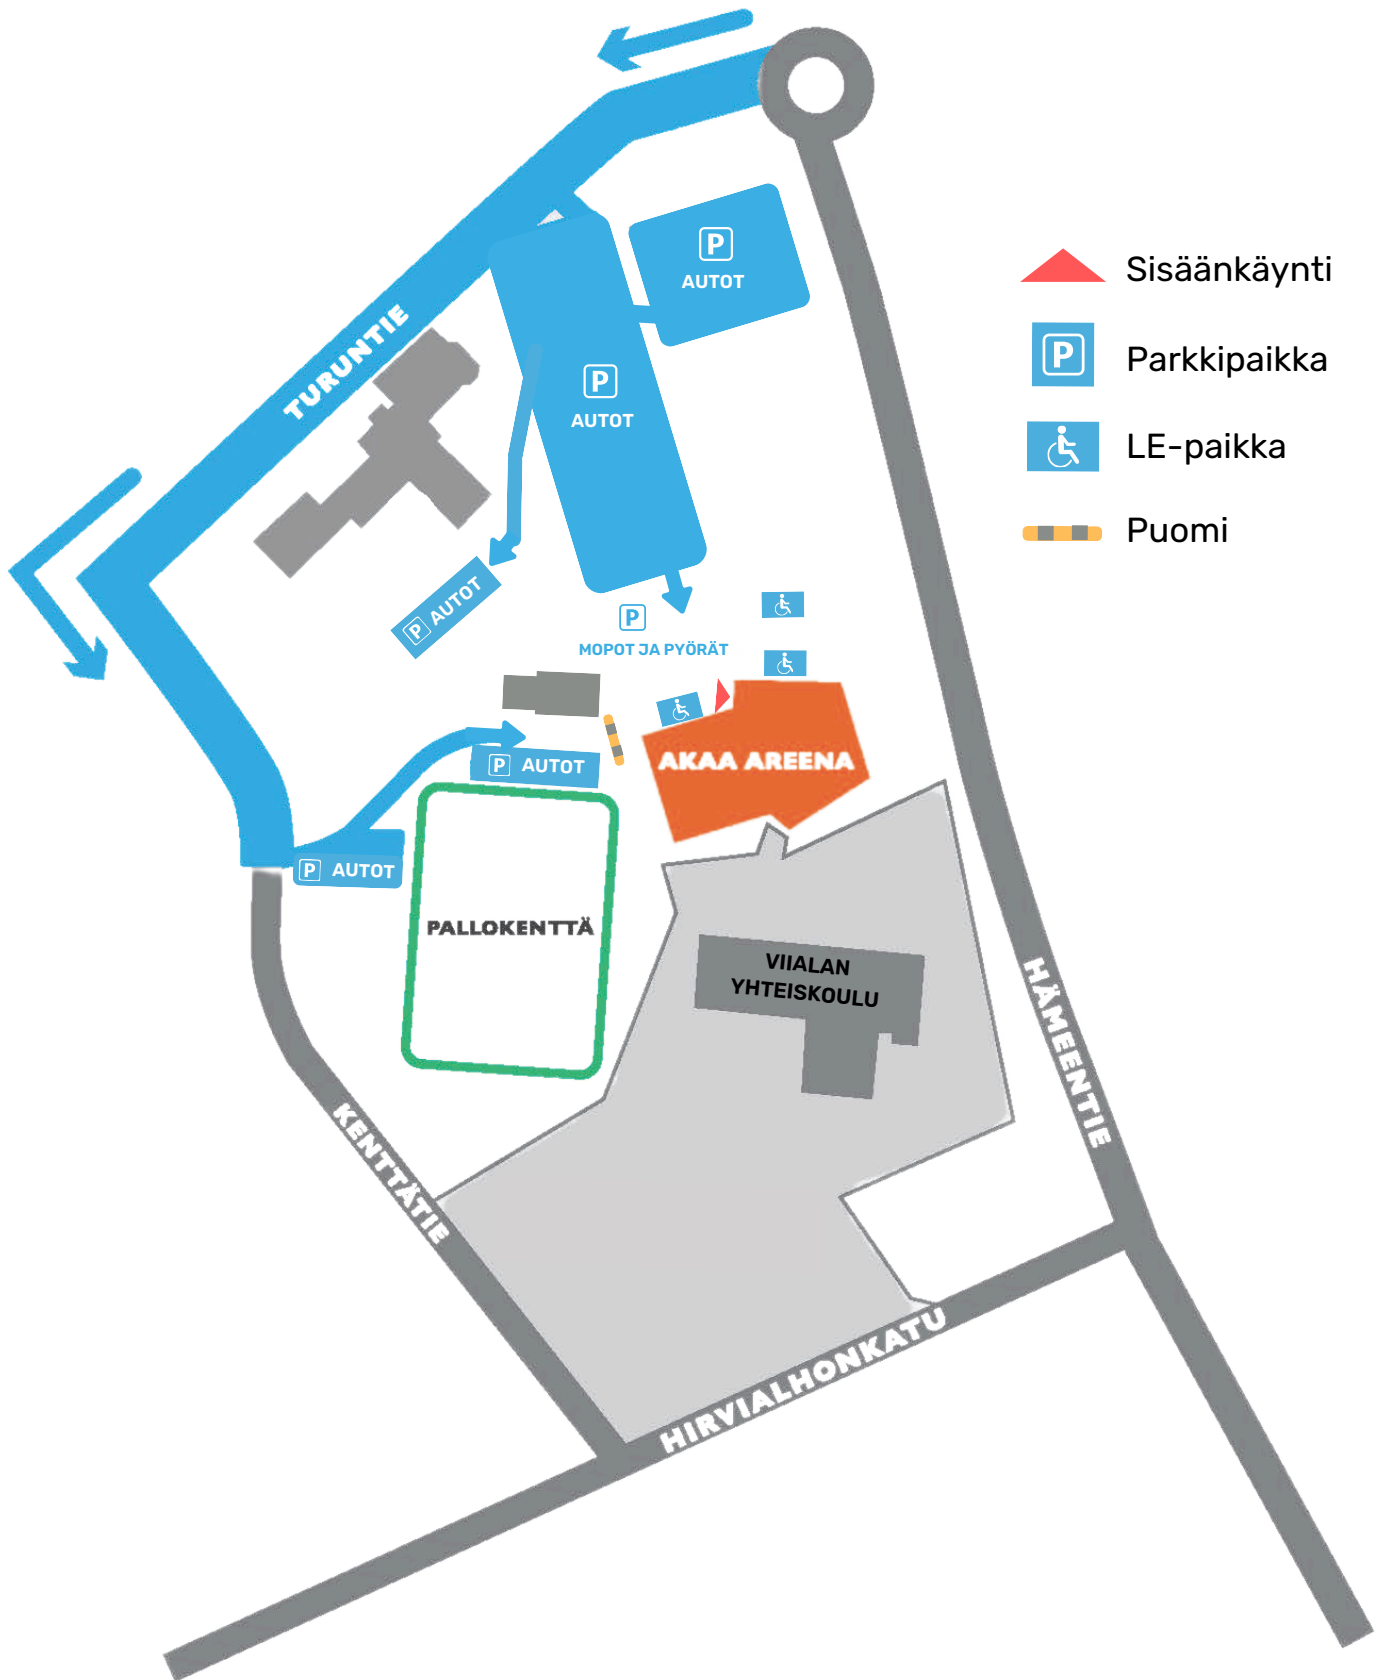 P
AUTOT
Sisäänkäynti
P
Parkkipaikka
LE-paikka
Puomi
TURUNTIE
P
AUTOT
P AUTOT
P
MOPOT JA PYÖRÄT
AKAA AREENA
P AUTOT
P AUTOT
PALLOKENTTÄ
VIIALAN
YHTEISKOULU
HÄMEENTIE
KENTTÄTIE
HIRVIALHONKATU